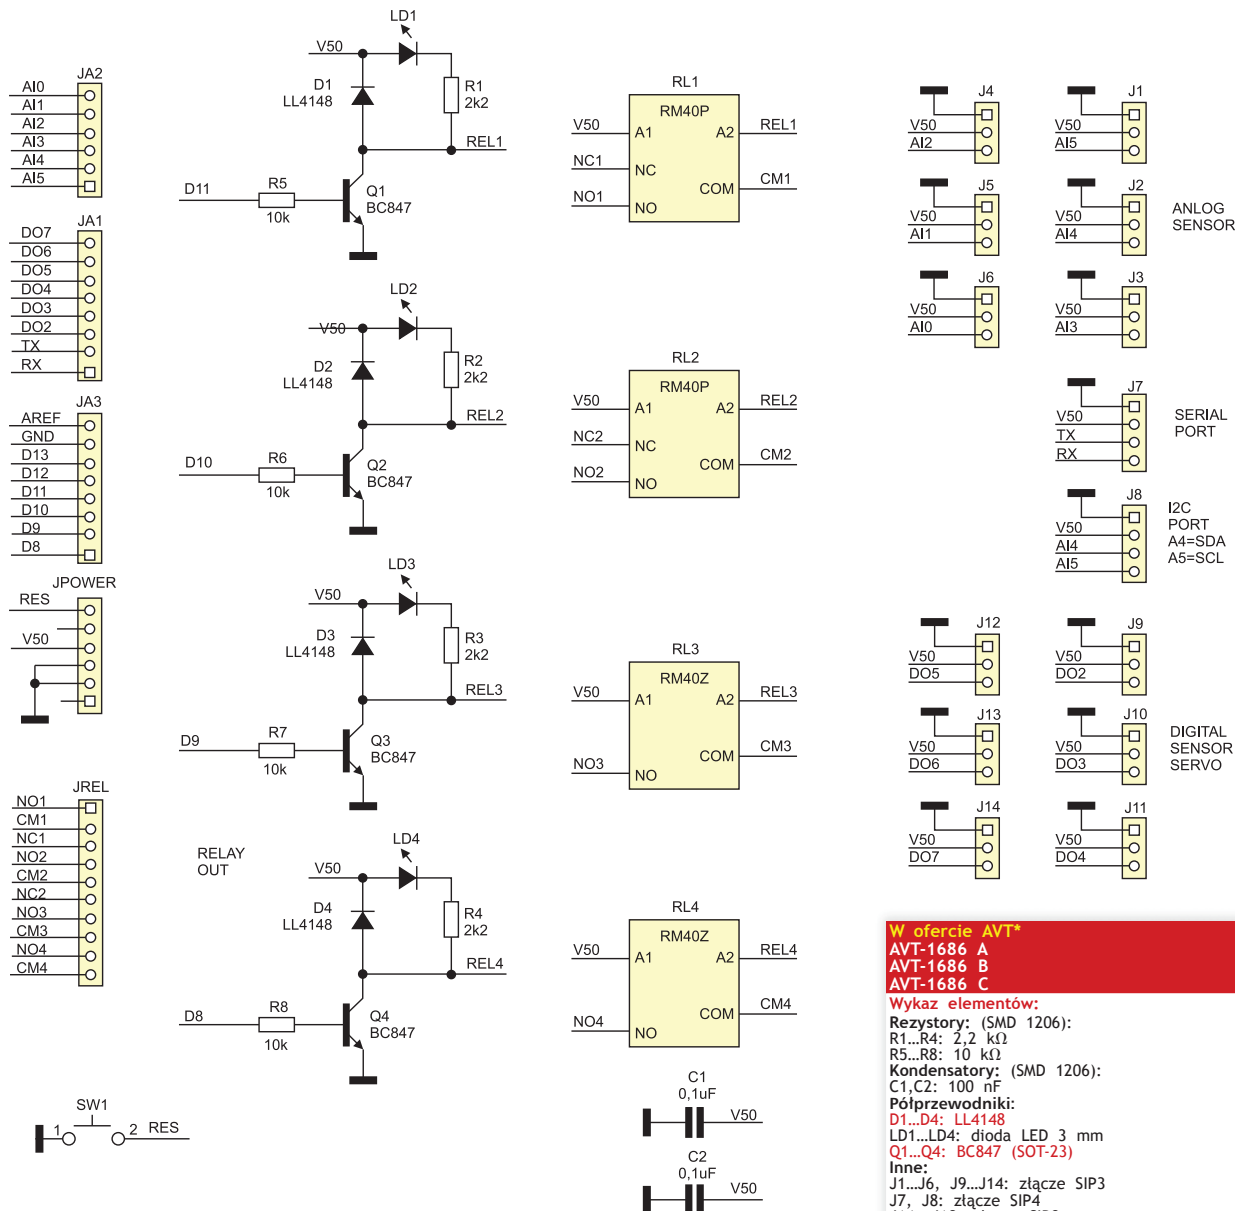 JA2
AI0
AI1
AI2
AI3
AI4
AI5
JA1
DO7
DO6
DO5
DO4
DO3
DO2
TX
RX
JA3
AREF
GND
D13
D12
D11
D10
D9
D8
JPOWER
RES
V50
JREL
NO1
CM1
NC1
NO2
CM2
NC2
NO3
CM3
NO4
CM4
SW1
1
2
RES
LD1
V50
D1
LL4148
R1
2k2
REL1
D11
R5
10k
Q1
BC847
LD2
V50
D2
LL4148
R2
2k2
REL2
D10
R6
10k
Q2
BC847
LD3
V50
D3
LL4148
R3
2k2
REL3
D9
R7
10k
Q3
BC847
RELAY
OUT
LD4
V50
D4
LL4148
R4
2k2
REL4
D8
R8
10k
Q4
BC847
RL1
RM40P
V50
A1
A2
REL1
NC1
NC
COM
CM1
NO1
NO
RL2
RM40P
V50
A1
A2
REL2
NC2
NC
COM
CM2
NO2
NO
RL3
RM40Z
V50
A1
A2
REL3
COM
CM3
NO3
NO
RL4
RM40Z
V50
A1
A2
REL4
COM
CM4
NO4
NO
C1
0,1uF
V50
C2
0,1uF
V50
J4
V50
AI2
J1
V50
AI5
J5
V50
AI1
J2
V50
AI4
ANLOG
SENSOR
J6
V50
AI0
J3
V50
AI3
J7
V50
TX
RX
SERIAL
PORT
J8
V50
AI4
AI5
I2C
PORT
A4=SDA
A5=SCL
J12
V50
DO5
J9
V50
DO2
J13
V50
DO6
J10
V50
DO3
DIGITAL
SENSOR
SERVO
J14
V50
DO7
J11
V50
DO4
W ofercie AVT*
AVT-1686 A
AVT-1686 B
AVT-1686 C
Wykaz elementów:
Rezystory: (SMD 1206):
R1...R4: 2,2 kΩ
R5...R8: 10 kΩ
Kondensatory: (SMD 1206):
C1,C2: 100 nF
Półprzewodniki:
D1...D4: LL4148
LD1...LD4: dioda LED 3 mm
Q1...Q4: BC847 (SOT-23)
Inne:
J1...J6, J9...J14: złącze SIP3
J7, J8: złącze SIP4